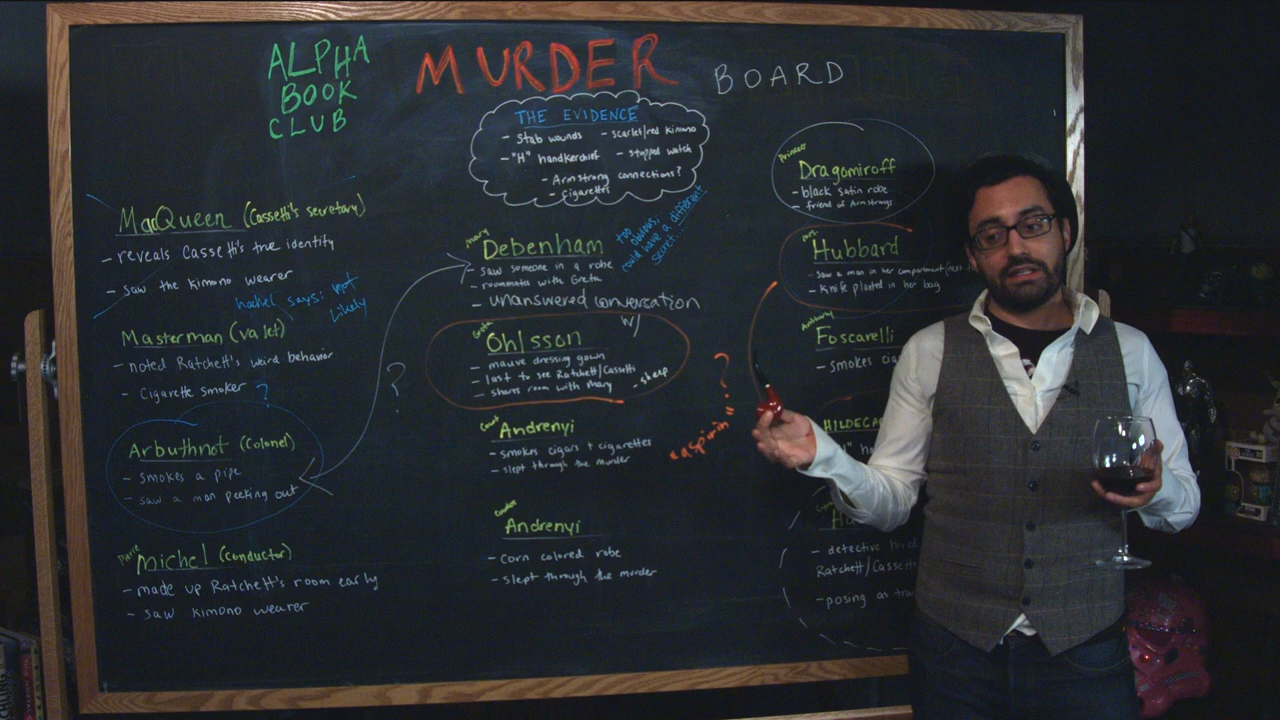 ALPHA
BOOK
CLUB
MURDER BOARD
THE EVIDENCE
- Stab wounds
- scarlet/red kimono
- "H" handkerchief
- stopped watch
- Armstrong connections?
- cigarettes
MacQueen (Cassetti's secretary)
- reveals Cassetti's true identity
- saw the kimono wearer
says: not
likely
Masterman (valet)
- noted Ratchett's weird behavior
- Cigarette smoker ?
Arbuthnot (Colonel)
- smokes a pipe
- saw a man peeking out
Pierre Michel (conductor)
- made up Ratchett's room early
- saw kimono wearer
?
Mary Debenham
- saw someone in a robe
- roommates with Greta
- unanswered conversation
w/
too obvious,
could have a different
secret...
Greta Ohlsson
- mauve dressing gown
- last to see Ratchett/Cassetti
- shares room with Mary
Count Andrenyi
- smokes cigars + cigarettes
- slept through the murder
Andrenyi
- corn colored robe
- slept through the murder
"aspirin" ?
Princess Dragomiroff
- black satin robe
- friend of Armstrongs
Mrs. Hubbard
- saw a man in her compartment
- knife planted in her bag
Foscarelli
- smokes
HILDEGA
- detective
Ratchett/Cassetti
- posing as